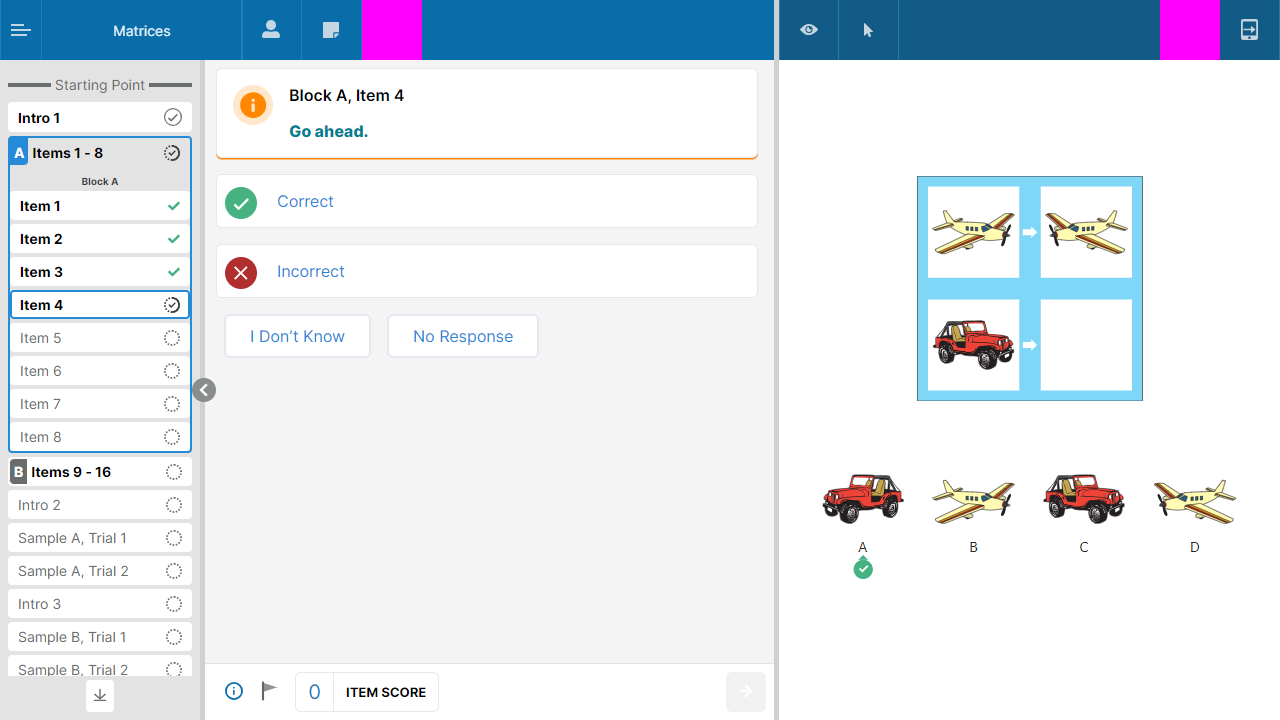 Matrices
Starting Point
Intro 1
A Items 1 - 8
Block A
Item 1
Item 2
Item 3
Item 4
Item 5
Item 6
Item 7
Item 8
B Items 9 - 16
Intro 2
Sample A, Trial 1
Sample A, Trial 2
Intro 3
Sample B, Trial 1
Sample B, Trial 2
Block A, Item 4
Go ahead.
Correct
Incorrect
I Don’t Know No Response
0 ITEM SCORE
A B C D